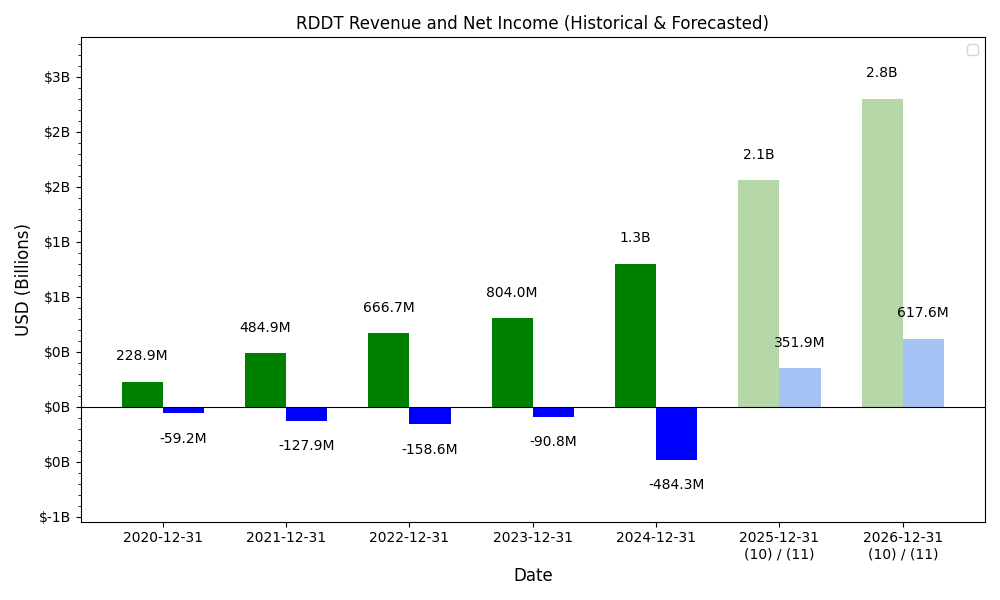 RDDT Revenue and Net Income (Historical & Forecasted)
USD (Billions)
$3B
$2B
$2B
$1B
$1B
$0B
$0B
$0B
$-1B
228.9M
-59.2M
484.9M
-127.9M
666.7M
-158.6M
804.0M
-90.8M
1.3B
-484.3M
2.1B
351.9M
2.8B
617.6M
2020-12-31
2021-12-31
2022-12-31
2023-12-31
2024-12-31
2025-12-31
(10) / (11)
2026-12-31
(10) / (11)
Date